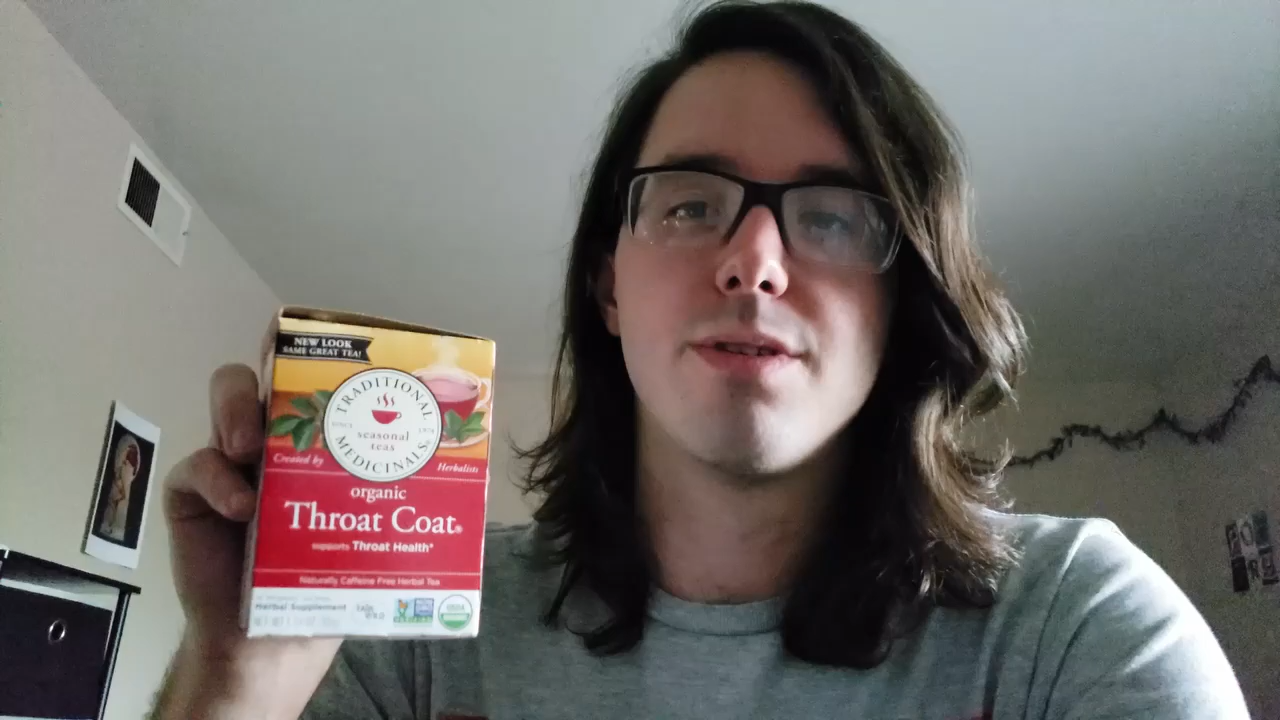 NEW LOOK
SAME GREAT TEA!
TRADITIONAL
SINCE 1974
seasonal
teas
MEDICINALS®
Created by Herbalists
organic
Throat Coat®
supports Throat Health*
Naturally Caffeine Free Herbal Tea
Herbal Supplement
USDA